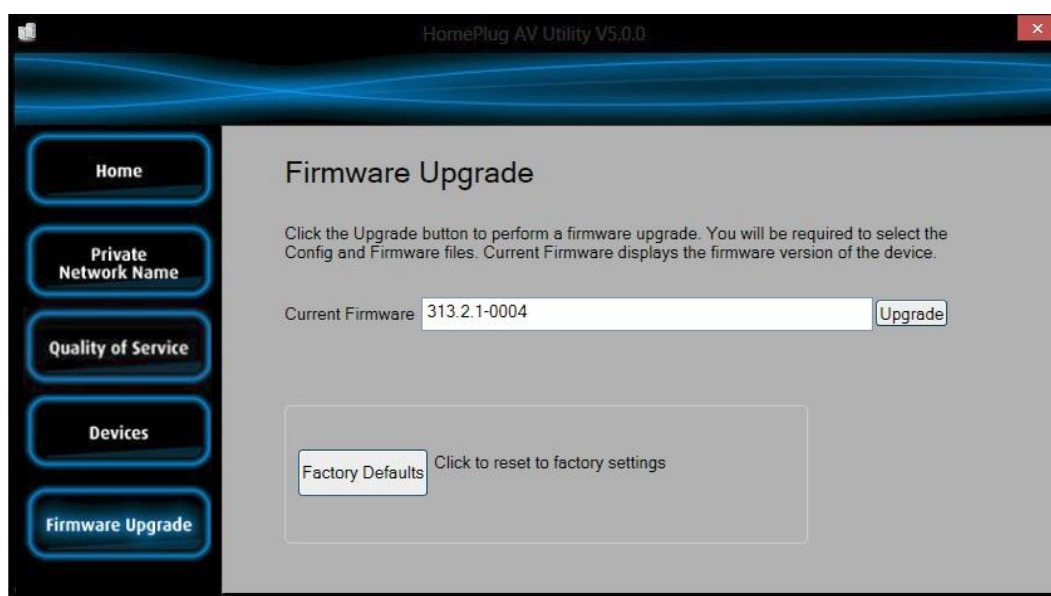 HomePlug AV Utility V5.0.0
Home
Private
Network Name
Quality of Service
Devices
Firmware Upgrade
Firmware Upgrade
Click the Upgrade button to perform a firmware upgrade. You will be required to select the
Config and Firmware files. Current Firmware displays the firmware version of the device.
Current Firmware 313.2.1-0004 Upgrade
Factory Defaults Click to reset to factory settings